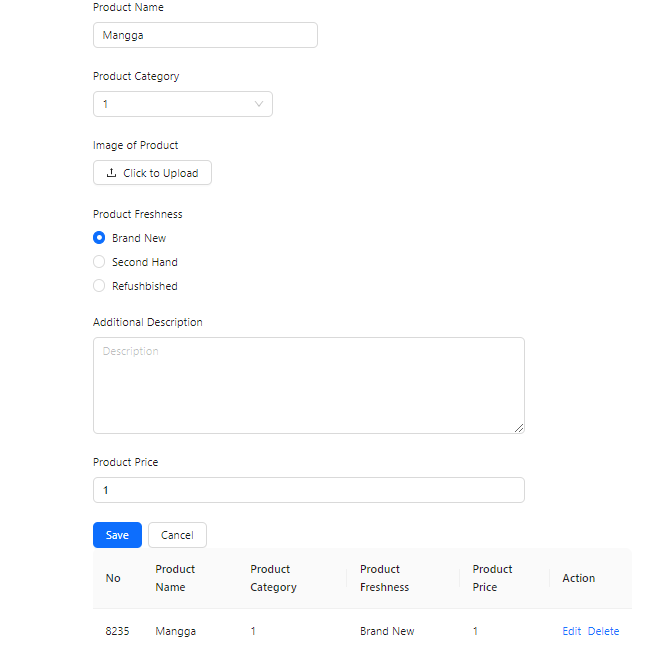 Product Name
Mangga
Product Category
1
Image of Product
Click to Upload
Product Freshness
Brand New
Second Hand
Refushbished
Additional Description
Description
Product Price
1
Save Cancel
No Product Name Product Category Product Freshness Product Price Action
8235 Mangga 1 Brand New 1 Edit Delete